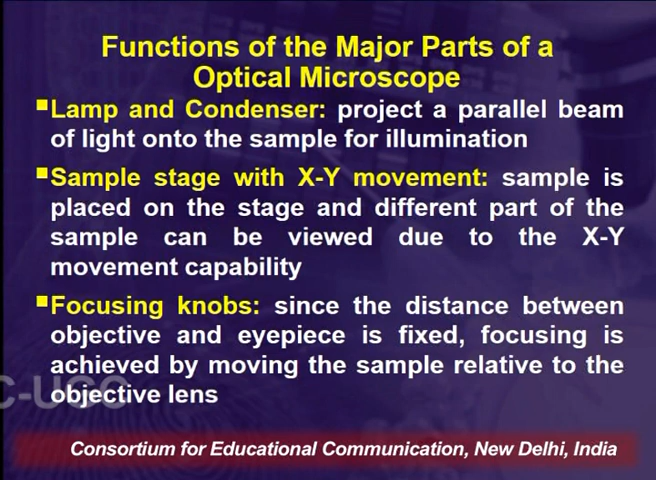 Functions of the Major Parts of a
Optical Microscope
Lamp and Condenser: project a parallel beam
of light onto the sample for illumination
Sample stage with X-Y movement: sample is
placed on the stage and different part of the
sample can be viewed due to the X-Y
movement capability
Focusing knobs: since the distance between
objective and eyepiece is fixed, focusing is
achieved by moving the sample relative to the
objective lens
Consortium for Educational Communication, New Delhi, India